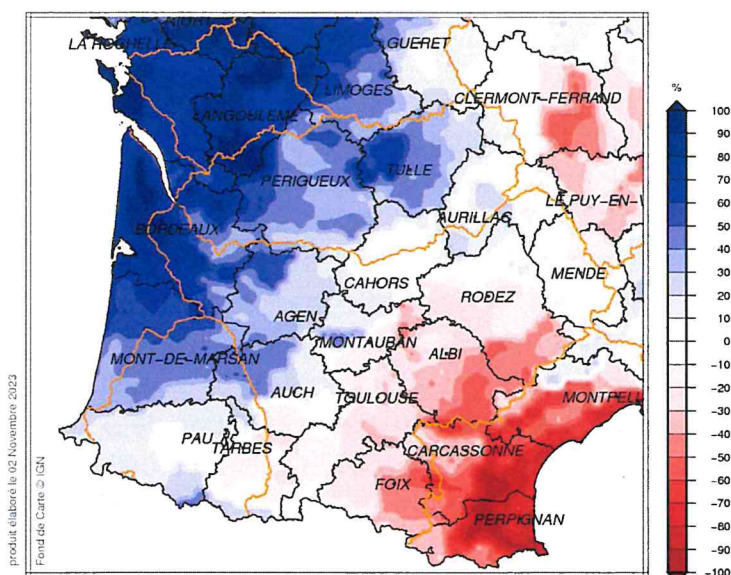 LA ROCHELLE
GUERET
LIMOGES
CLERMONT-FERRAND
%
ANGOULEME
PERIGUEUX
TULLE
LE PUY-EN-V
BORDEAUX
AURILLAC
CAHORS
MENDE
RODEZ
AGEN
MONTAUBAN
ALBI
MONT-DE-MARSAN
AUCH
TOULOUSE
MONTPELL
PAU
TARBES
CARCASSONNE
FOIX
PERPIGNAN
100
90
80
70
60
50
40
30
20
10
0
-10
-20
-30
-40
-50
-60
-70
-80
-90
-100
produit élaboré le 02 Novembre 2023
Fond de Carte © IGN